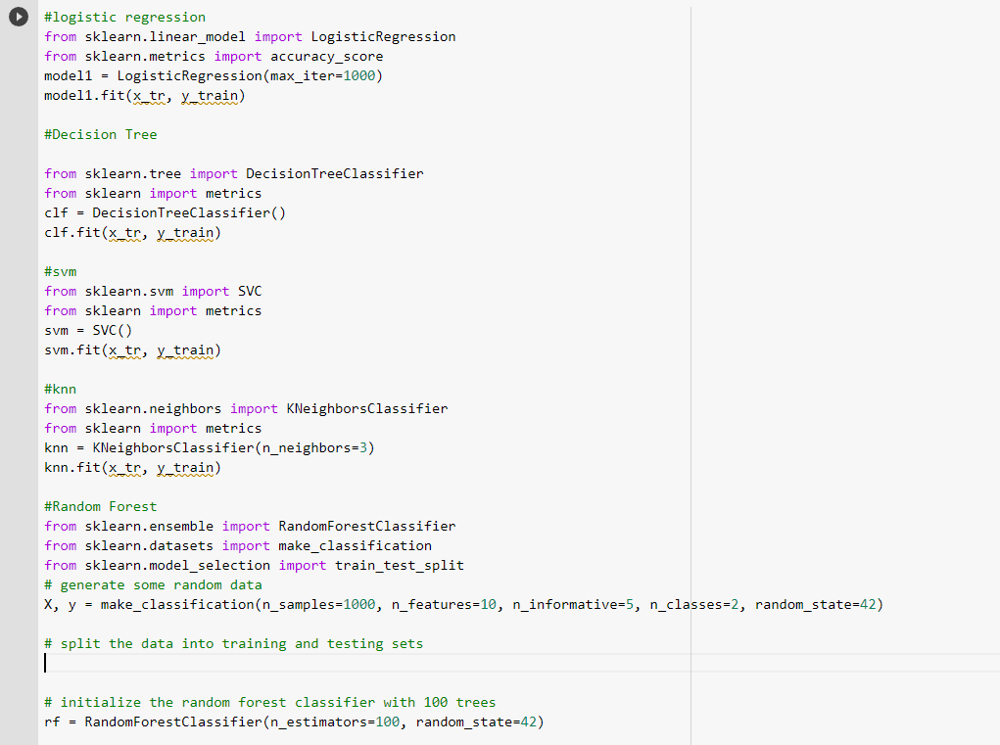 #logistic regression
from sklearn.linear_model import LogisticRegression
from sklearn.metrics import accuracy_score
model1 = LogisticRegression(max_iter=1000)
model1.fit(x_tr, y_train)
#Decision Tree
from sklearn.tree import DecisionTreeClassifier
from sklearn import metrics
clf = DecisionTreeClassifier()
clf.fit(x_tr, y_train)
#svm
from sklearn.svm import SVC
from sklearn import metrics
svm = SVC()
svm.fit(x_tr, y_train)
#knn
from sklearn.neighbors import KNeighborsClassifier
from sklearn import metrics
knn = KNeighborsClassifier(n_neighbors=3)
knn.fit(x_tr, y_train)
#Random Forest
from sklearn.ensemble import RandomForestClassifier
from sklearn.datasets import make_classification
from sklearn.model_selection import train_test_split
# generate some random data
X, y = make_classification(n_samples=1000, n_features=10, n_informative=5, n_classes=2, random_state=42)
# split the data into training and testing sets
# initialize the random forest classifier with 100 trees
rf = RandomForestClassifier(n_estimators=100, random_state=42)